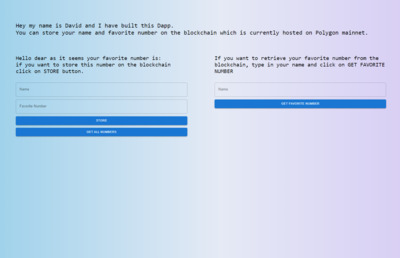 Hey my name is David and I have built this Dapp.
You can store your name and favorite number on the blockchain which is currently hosted on Polygon mainnet.
Hello dear as it seems your favorite number is:
if you want to store this number on the blockchain
click on STORE button.
Name
Favorite Number
STORE
GET ALL NUMBERS
If you want to retrieve your favorite number from the
blockchain, type in your name and click on GET FAVORITE
NUMBER
Name
GET FAVORITE NUMBER